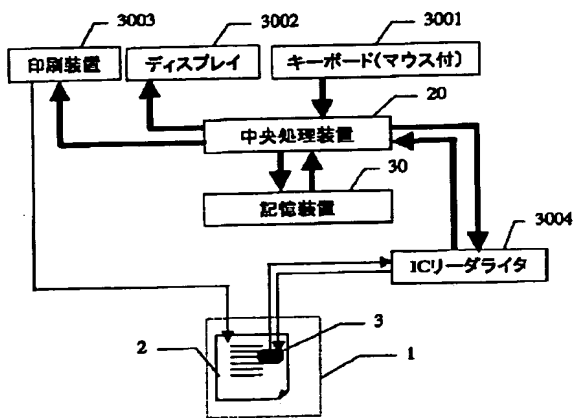 3003
3002
3001
印刷装置
ディスプレイ
キーボード(マウス付)
20
中央処理装置
30
記憶装置
3004
ICリーダライタ
3
2
1